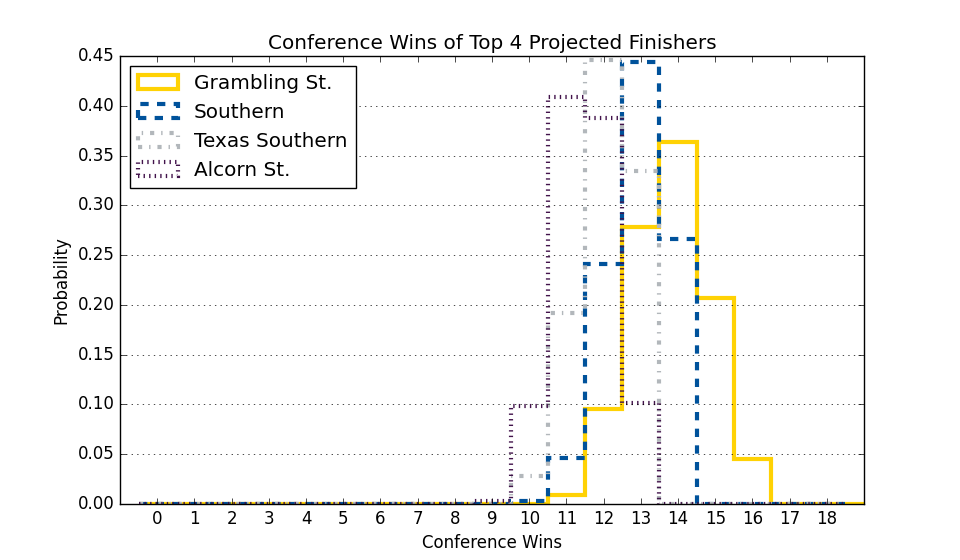 Conference Wins of Top 4 Projected Finishers
0.45
0.40
0.35
0.30
0.25
0.20
0.15
0.10
0.05
0.00
Probability
Grambling St.
Southern
Texas Southern
Alcorn St.
0 1 2 3 4 5 6 7 8 9 10 11 12 13 14 15 16 17 18
Conference Wins